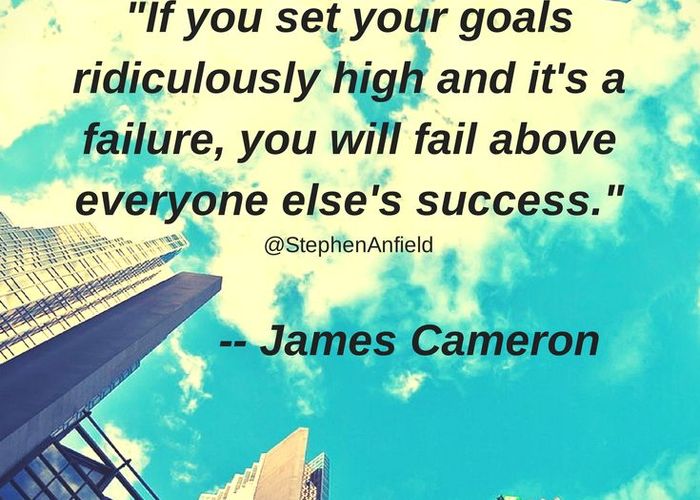 "If you set your goals
ridiculously high and it's a
failure, you will fail above
everyone else's success."
@StephenAnfield
-- James Cameron